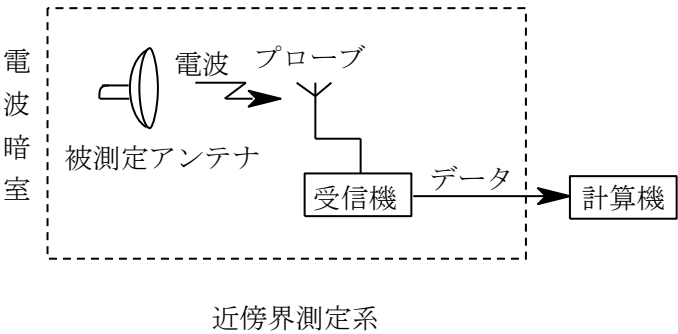 電波暗室
電波
プローブ
被測定アンテナ
受信機
データ
計算機
近傍界測定系